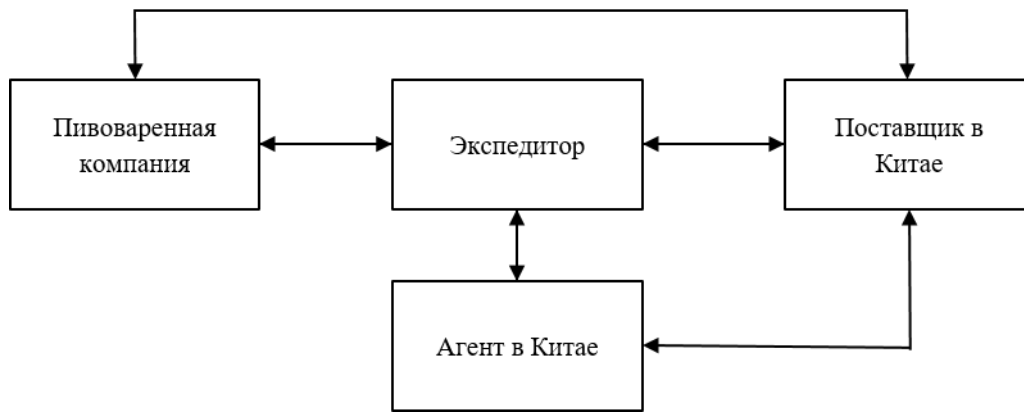 Пивоваренная
компания
Экспедитор
Поставщик в
Китае
Агент в Китае